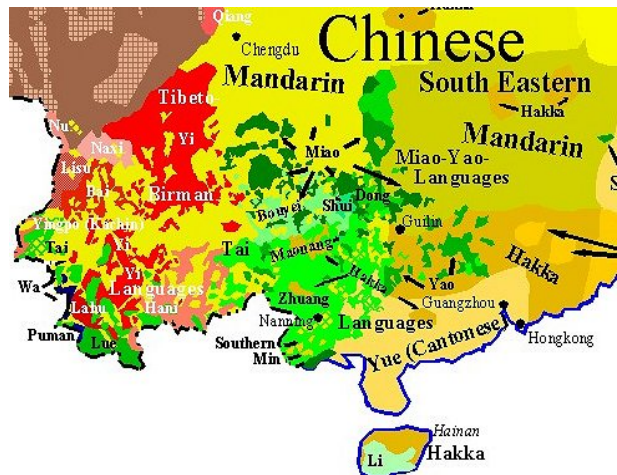 Qiang
Hakka
Chengdu
Chinese
Mandarin
South Eastern
Tibeto-
Hakka
Nu
Yi
Mandarin
Naxi
Miao
Miao-Yao-
Lisu
Languages
Bai
Birman
Dong
S
Bouyei
Shui
Yingpo (Kachin)
Guilin
Tai
Xi
Tai
Maonang
Hakka
Yi
Hakka
Yao
Wa
Languages
Zhuang
Guangzhou
Lahu
Hani
Nanning
Languages
Puman
Hongkong
Lue
Southern
Min
Yue (Cantonese)
Hainan
Hakka
Li